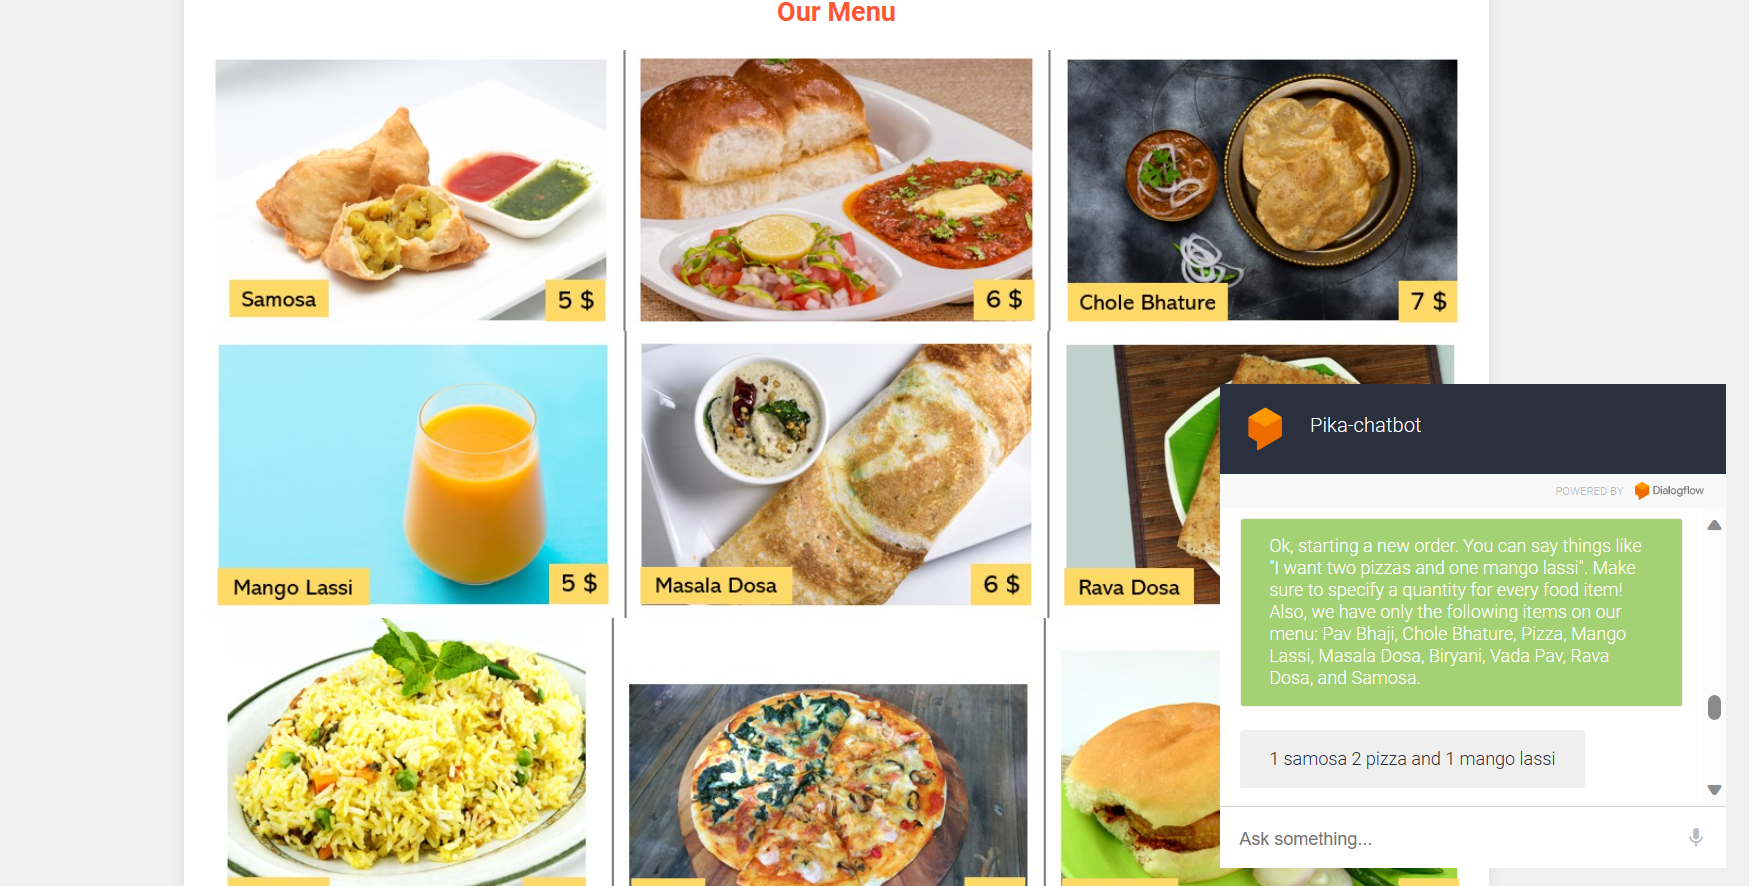 Our Menu
Samosa
5 $
6 $
Chole Bhature
7 $
Mango Lassi
5 $
Masala Dosa
6 $
Rava Dosa
Pika-chatbot
POWERED BY Dialogflow
Ok, starting a new order. You can say things like
"I want two pizzas and one mango lassi". Make
sure to specify a quantity for every food item!
Also, we have only the following items on our
menu: Pav Bhaji, Chole Bhature, Pizza, Mango
Lassi, Masala Dosa, Biryani, Vada Pav, Rava
Dosa, and Samosa.
1 samosa 2 pizza and 1 mango lassi
Ask something...